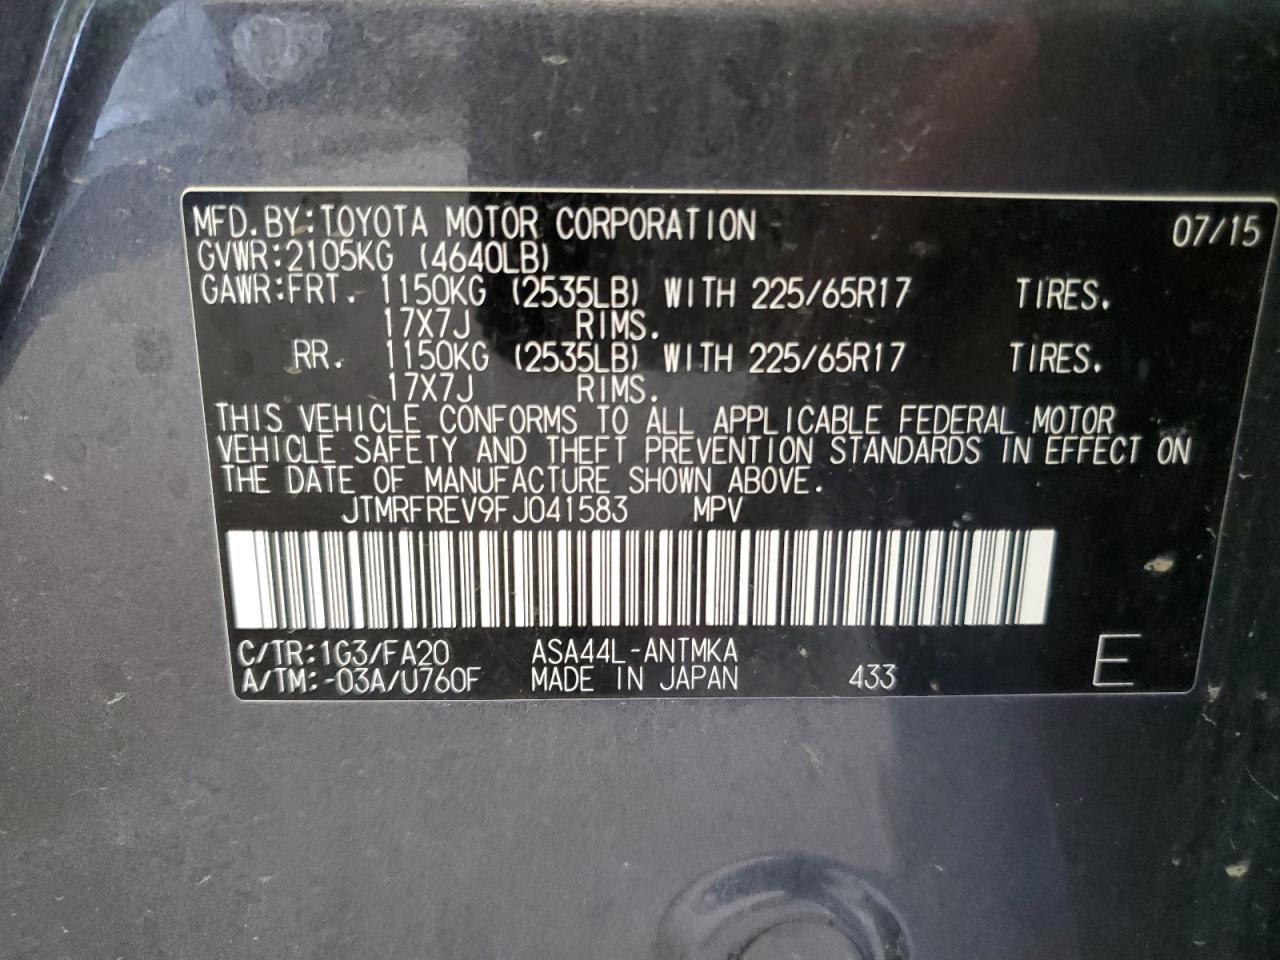 MFD.BY:TOYOTA MOTOR CORPORATION 07/15
GVWR:2105KG (4640LB)
GAWR:FRT. 1150KG (2535LB) WITH 225/65R17 TIRES.
17X7J RIMS.
RR. 1150KG (2535LB) WITH 225/65R17 TIRES.
17X7J RIMS.
THIS VEHICLE CONFORMS TO ALL APPLICABLE FEDERAL MOTOR
VEHICLE SAFETY AND THEFT PREVENTION STANDARDS IN EFFECT ON
THE DATE OF MANUFACTURE SHOWN ABOVE.
JTMRFREV9FJ041583 MPV
C/TR:1G3/FA20 ASA44L-ANTMKA
A/TM:-03A/U760F MADE IN JAPAN 433 E